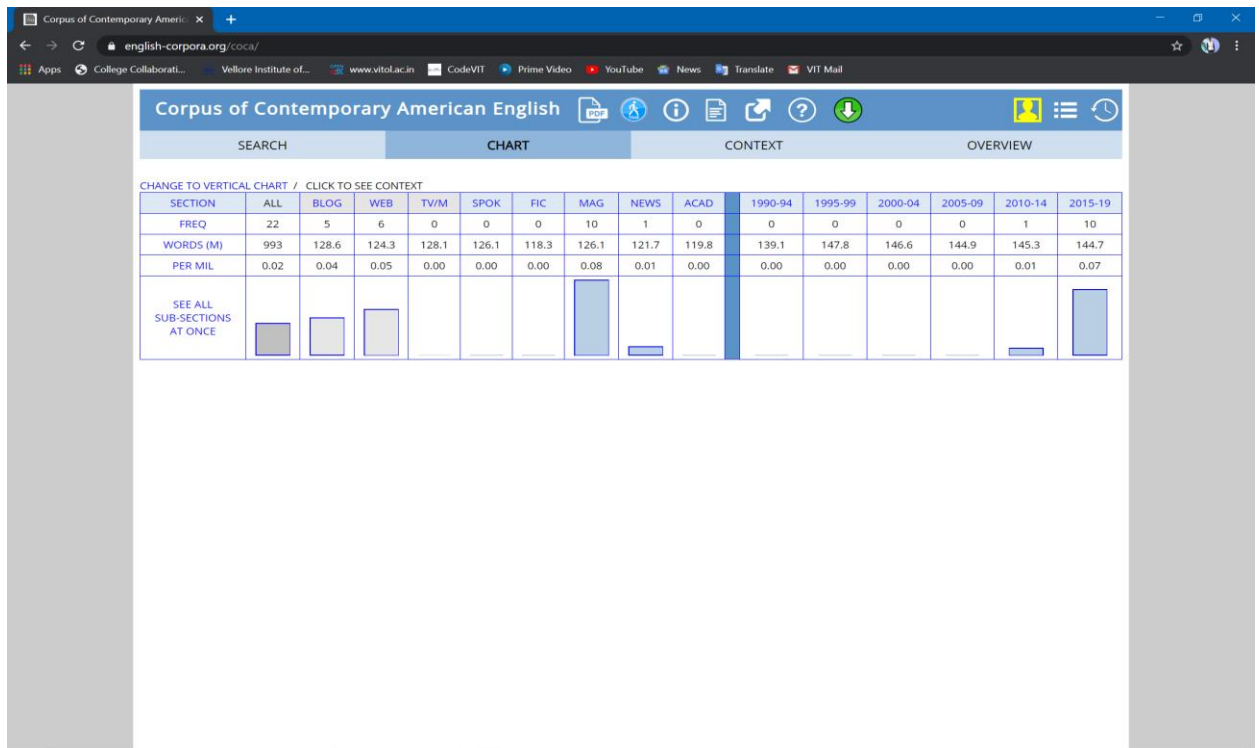 Corpus of Contemporary Americ
english-corpora.org/coca/
Apps College Collaborati... Vellore Institute of... www.vitol.ac.in CodeVIT Prime Video YouTube News Translate VIT Mail
Corpus of Contemporary American English PDF
SEARCH CHART CONTEXT OVERVIEW
CHANGE TO VERTICAL CHART / CLICK TO SEE CONTEXT
SECTION ALL BLOG WEB TV/M SPOK FIC MAG NEWS ACAD 1990-94 1995-99 2000-04 2005-09 2010-14 2015-19
FREQ 22 5 6 0 0 0 10 1 0 0 0 0 0 1 10
WORDS (M) 993 128.6 124.3 128.1 126.1 118.3 126.1 121.7 119.8 139.1 147.8 146.6 144.9 145.3 144.7
PER MIL 0.02 0.04 0.05 0.00 0.00 0.00 0.08 0.01 0.00 0.00 0.00 0.00 0.00 0.01 0.07
SEE ALL
SUB-SECTIONS
AT ONCE